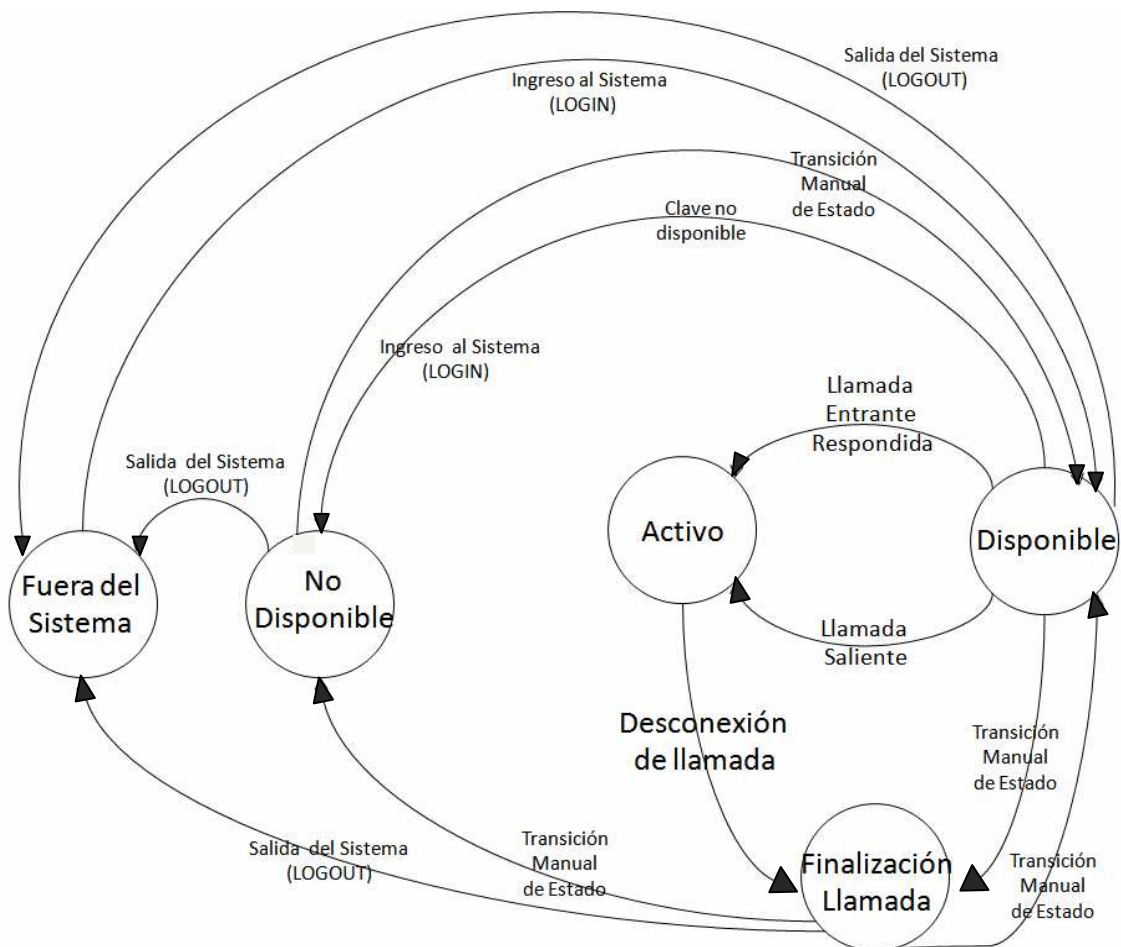 Salida del Sistema
(LOGOUT)
Ingreso al Sistema
(LOGIN)
Transición
Manual
de Estado
Clave no
disponible
Ingreso al Sistema
(LOGIN)
Llamada
Entrante
Respondida
Salida del Sistema
(LOGOUT)
Activo
Disponible
Fuera del
Sistema
No
Disponible
Llamada
Saliente
Desconexión
de llamada
Transición
Manual
de Estado
Salida del Sistema
(LOGOUT)
Transición
Manual
de Estado
Finalización
Llamada
Transición
Manual
de Estado